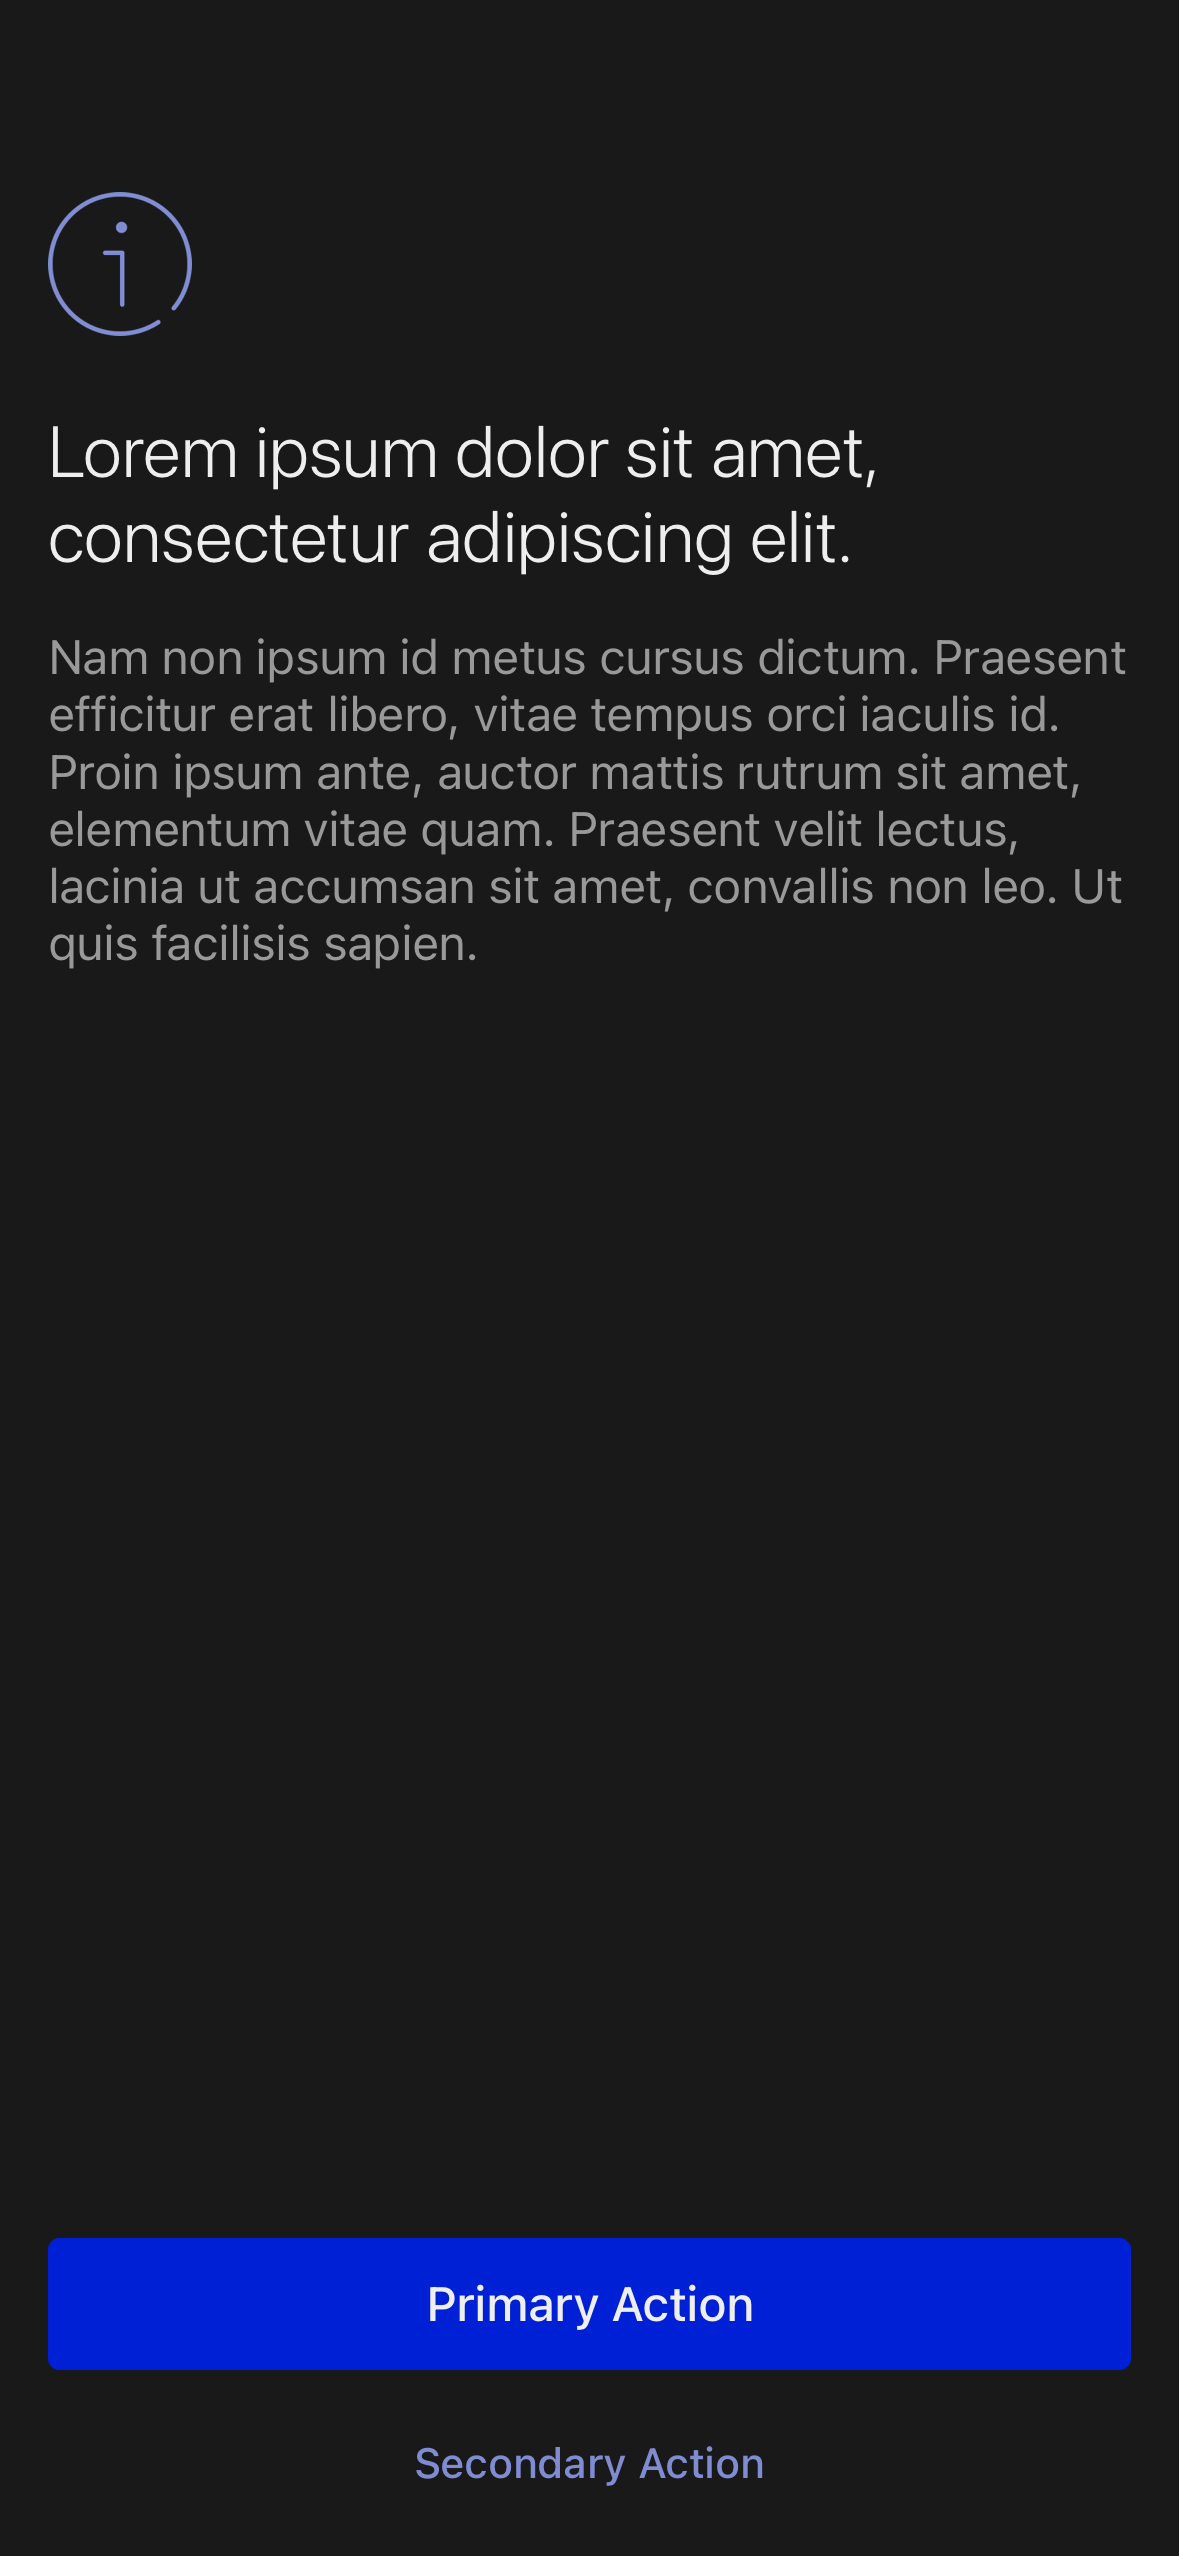 Lorem ipsum dolor sit amet,
consectetur adipiscing elit.
Nam non ipsum id metus cursus dictum. Praesent
efficitur erat libero, vitae tempus orci iaculis id.
Proin ipsum ante, auctor mattis rutrum sit amet,
elementum vitae quam. Praesent velit lectus,
lacinia ut accumsan sit amet, convallis non leo. Ut
quis facilisis sapien.
Primary Action
Secondary Action